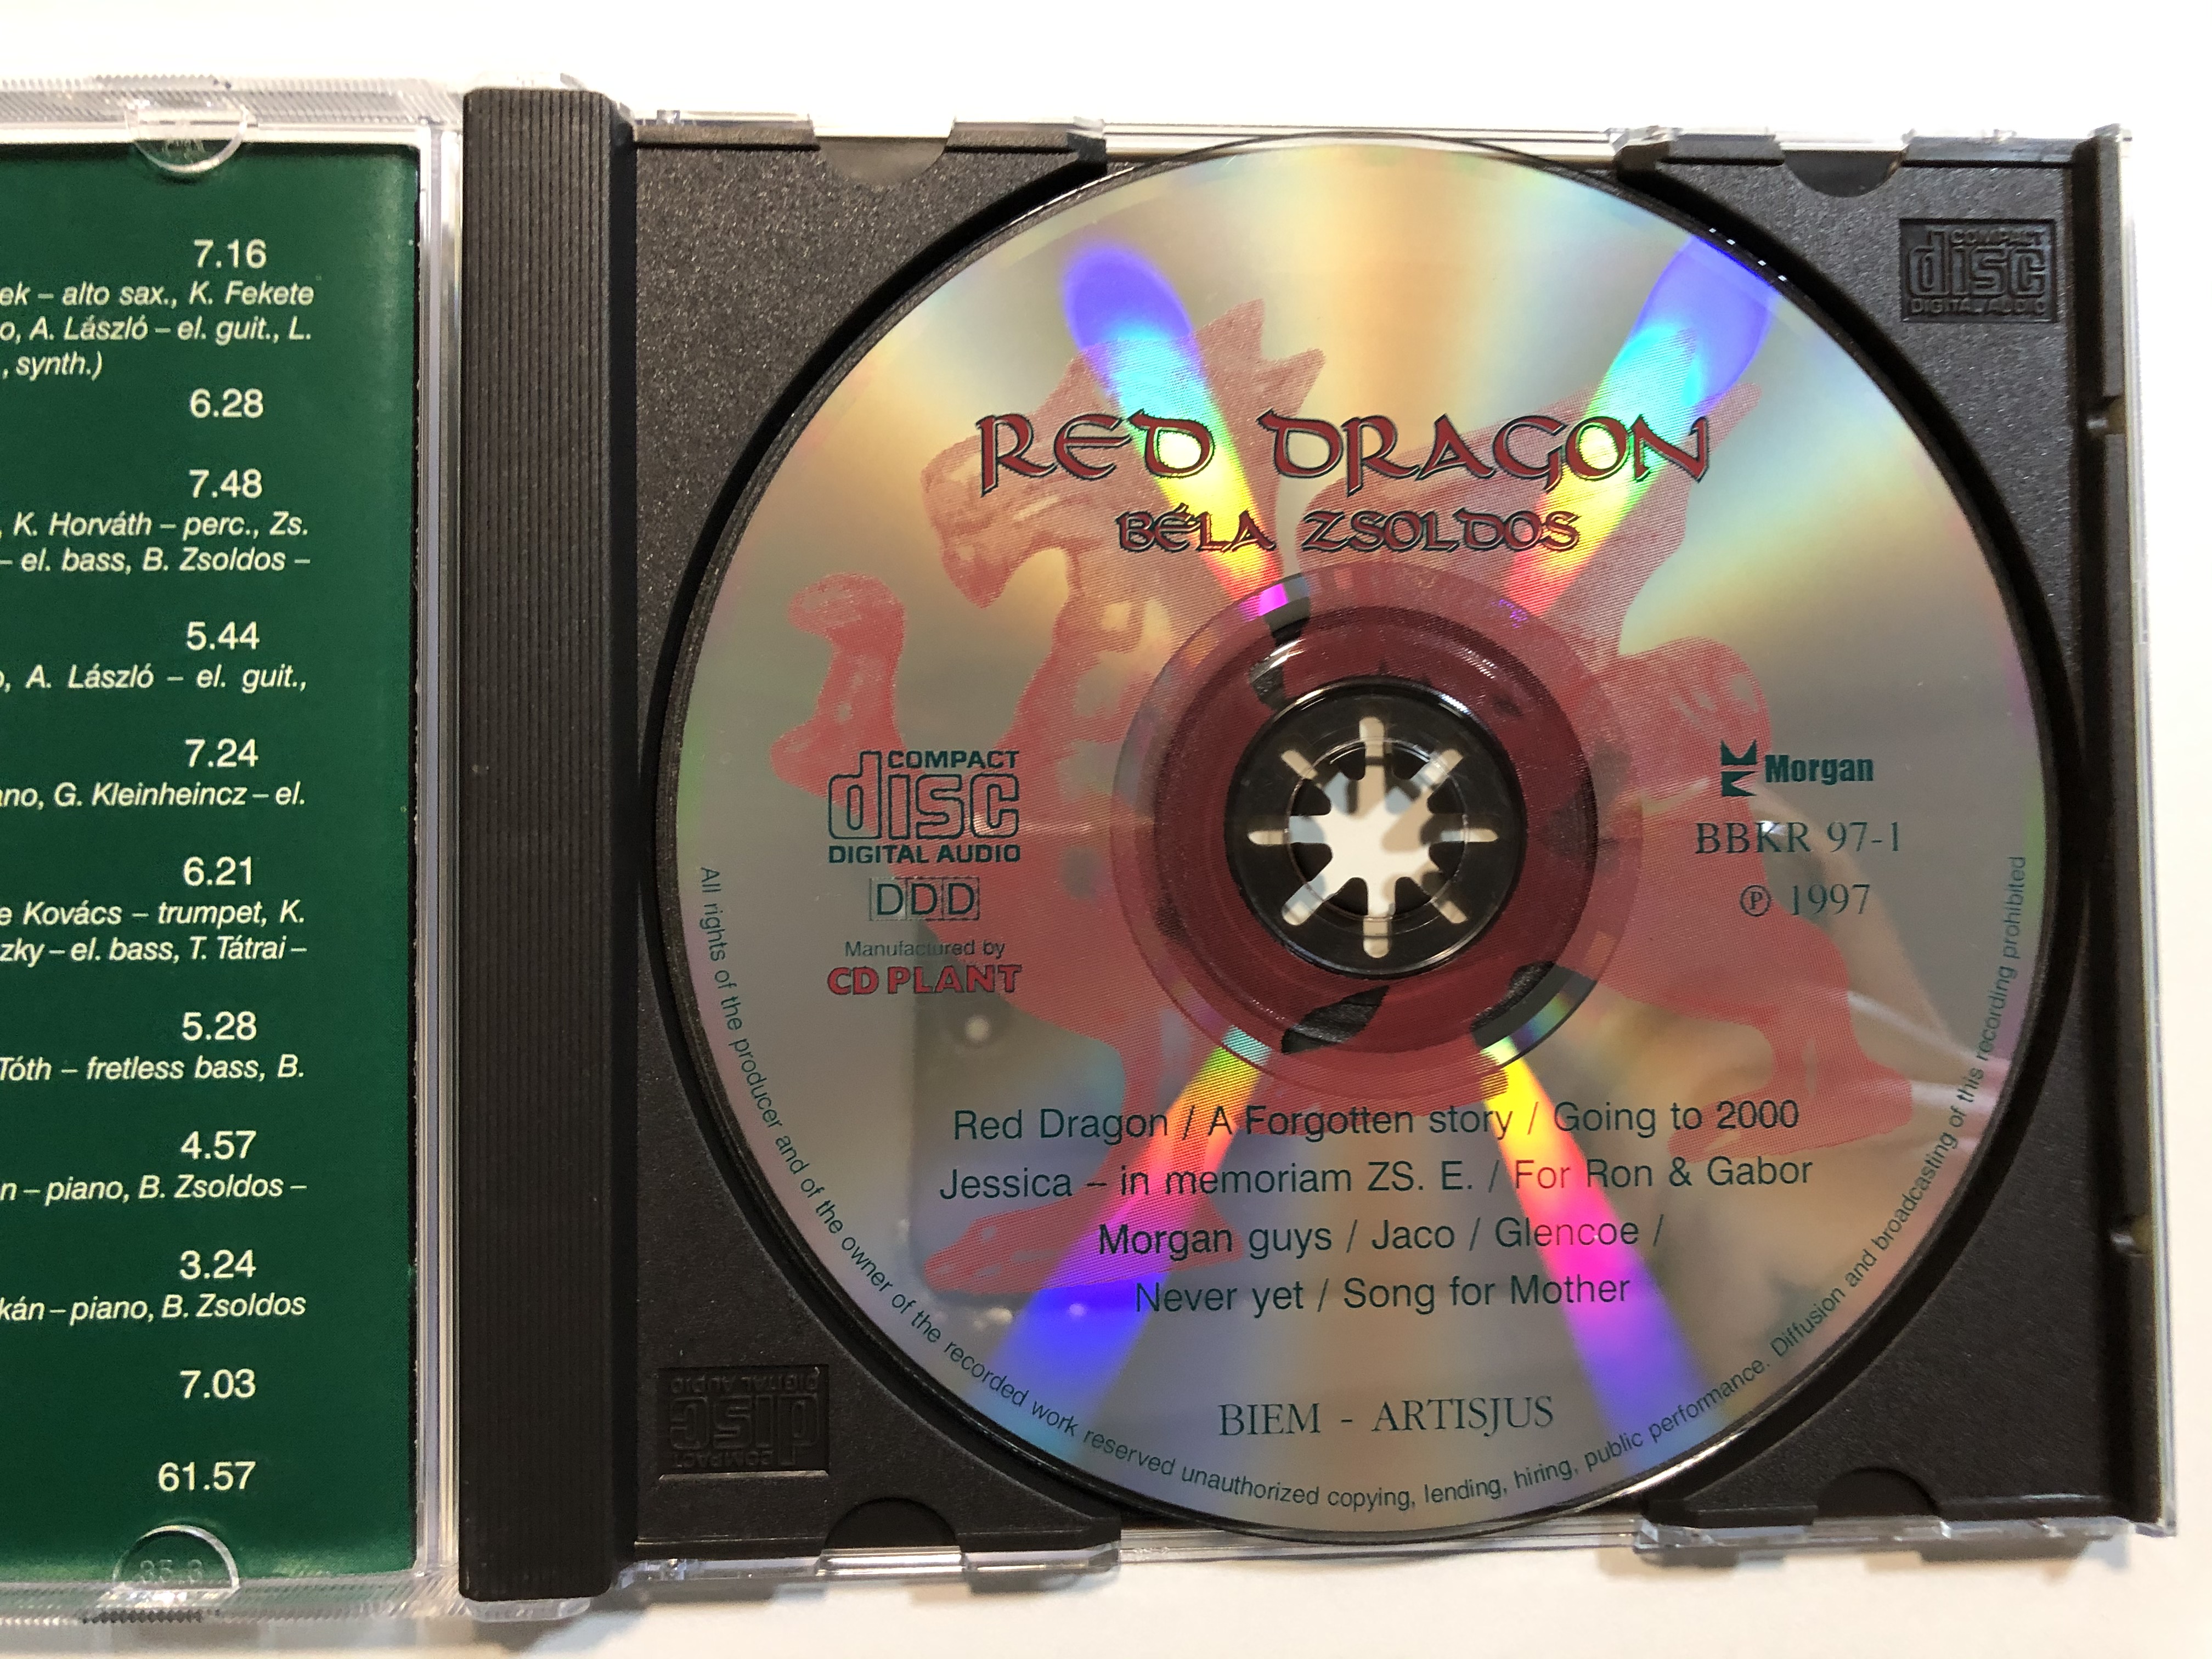 7.16
ek – alto sax., K. Fekete
o, A. László – el. guit., L.
, synth.)
6.28
7.48
, K. Horváth – perc., Zs.
– el. bass, B. Zsoldos –
5.44
o, A. László – el. guit.,
7.24
ano, G. Kleinheincz – el.
6.21
e Kovács – trumpet, K.
zky – el. bass, T. Tátrai –
5.28
Tóth – fretless bass, B.
4.57
n – piano, B. Zsoldos –
3.24
kán – piano, B. Zsoldos
7.03
61.57
RED DRAGON
BÉLA ZSOLDOS
COMPACT
disc
DIGITAL AUDIO
DDD
Manufactured by
CD PLANT
Morgan
BBKR 97-1
℗ 1997
Red Dragon / A Forgotten story / Going to 2000
Jessica – in memoriam ZS. E. / For Ron & Gabor
Morgan guys / Jaco / Glencoe /
Never yet / Song for Mother
BIEM - ARTISJUS
All rights of the producer and of the owner of the recorded work reserved unauthorized copying, lending, hiring, public performance. Diffusion and broadcasting of this recording prohibited
COMPACT
disc
DIGITAL AUDIO
COMPACT
disc
DIGITAL AUDIO